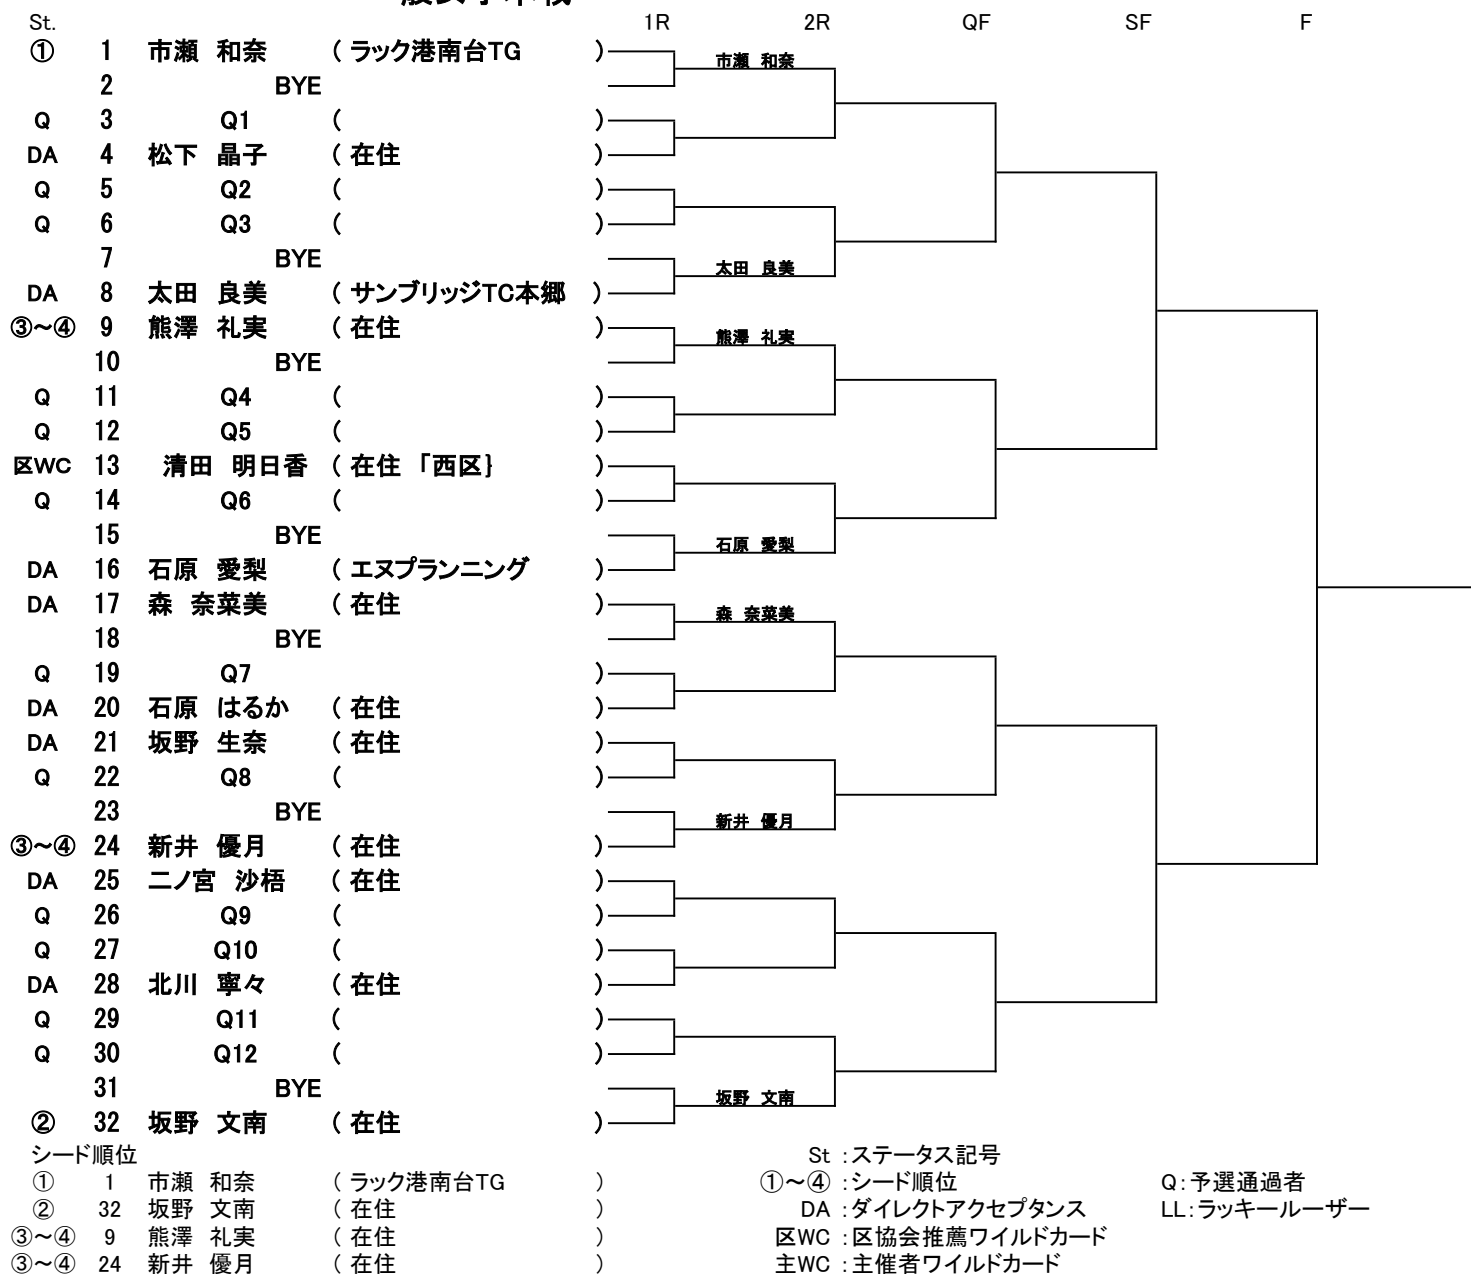 St. 1R 2R QF SF F
① 1 市瀬 和奈 ( ラック港南台TG )
市瀬 和奈
2 BYE
Q 3 Q1 ( )
DA 4 松下 晶子 ( 在住 )
Q 5 Q2 ( )
Q 6 Q3 ( )
7 BYE
太田 良美
DA 8 太田 良美 ( サンブリッジTC本郷 )
③～④ 9 熊澤 礼実 ( 在住 )
熊澤 礼実
10 BYE
Q 11 Q4 ( )
Q 12 Q5 ( )
区WC 13 清田 明日香 ( 在住 「西区} )
Q 14 Q6 ( )
15 BYE
石原 愛梨
DA 16 石原 愛梨 ( エヌプランニング )
DA 17 森 奈菜美 ( 在住 )
森 奈菜美
18 BYE
Q 19 Q7 )
DA 20 石原 はるか ( 在住 )
DA 21 坂野 生奈 ( 在住 )
Q 22 Q8 ( )
23 BYE
新井 優月
③～④ 24 新井 優月 ( 在住 )
DA 25 二ノ宮 沙梧 ( 在住 )
Q 26 Q9 ( )
Q 27 Q10 ( )
DA 28 北川 寧々 ( 在住 )
Q 29 Q11 ( )
Q 30 Q12 ( )
31 BYE
坂野 文南
② 32 坂野 文南 ( 在住 )
シード順位 St :ステータス記号
① 1 市瀬 和奈 ( ラック港南台TG ) ①～④ :シード順位 Q:予選通過者
② 32 坂野 文南 ( 在住 ) DA :ダイレクトアクセプタンス LL:ラッキールーザー
③～④ 9 熊澤 礼実 ( 在住 ) 区WC :区協会推薦ワイルドカード
③～④ 24 新井 優月 ( 在住 ) 主WC :主催者ワイルドカード